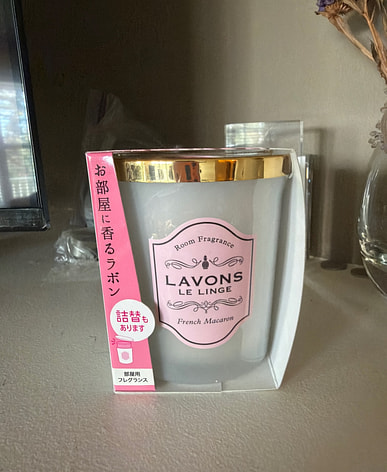 お部屋に香るラボン
詰替も
あります
部屋用
フレグランス
Room Fragrance
LAVONS
LE LINGE
French Macaron